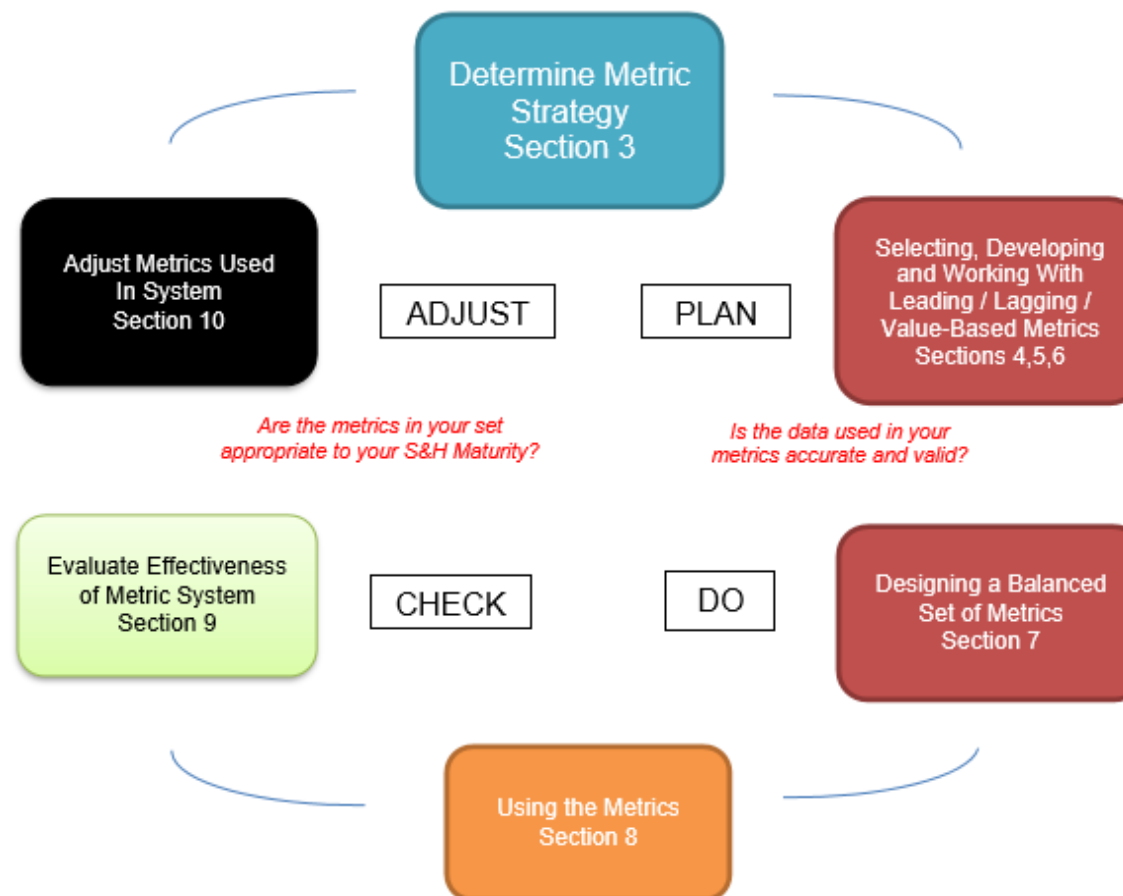 Determine Metric
Strategy
Section 3
Adjust Metrics Used
In System
Section 10
ADJUST
PLAN
Selecting, Developing
and Working With
Leading / Lagging /
Value-Based Metrics
Sections 4,5,6
Are the metrics in your set
appropriate to your S&H Maturity?
Is the data used in your
metrics accurate and valid?
Evaluate Effectiveness
of Metric System
Section 9
CHECK
DO
Designing a Balanced
Set of Metrics
Section 7
Using the Metrics
Section 8